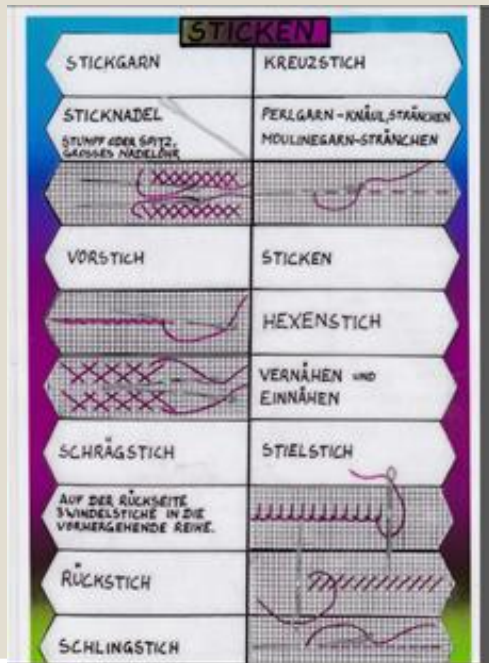 STICKEN
STICKGARN
KREUZSTICH
STICKNADEL
STUMPF ODER SPITZ,
GROSSES NADELÖHR
PERLGARN-KNÄUL, STRÄNCHEN
MOULINEGARN-STRÄNCHEN
VORSTICH
STICKEN
HEXENSTICH
VERNÄHEN UND
EINNÄHEN
SCHRÄGSTICH
STIELSTICH
AUF DER RÜCKSEITE
3 WINDELSTICHE IN DIE
VORHERGEHENDE REIHE.
RÜCKSTICH
SCHLINGSTICH